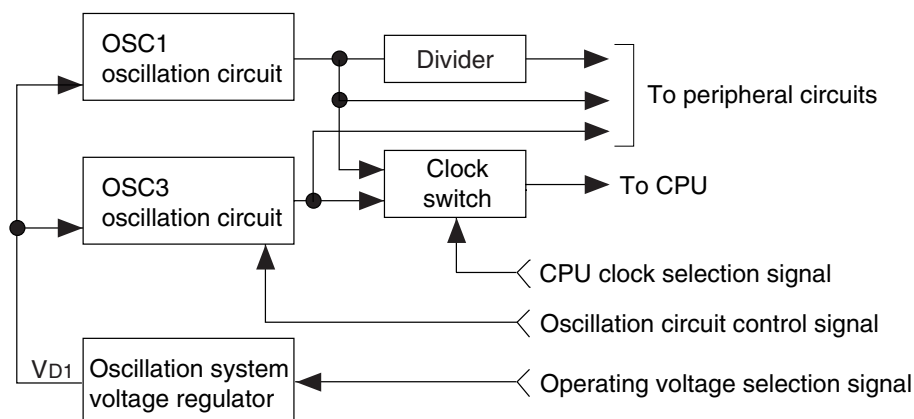 OSC1
oscillation circuit
Divider
To peripheral circuits
OSC3
oscillation circuit
Clock
switch
To CPU
CPU clock selection signal
Oscillation circuit control signal
VD1
Oscillation system
voltage regulator
Operating voltage selection signal